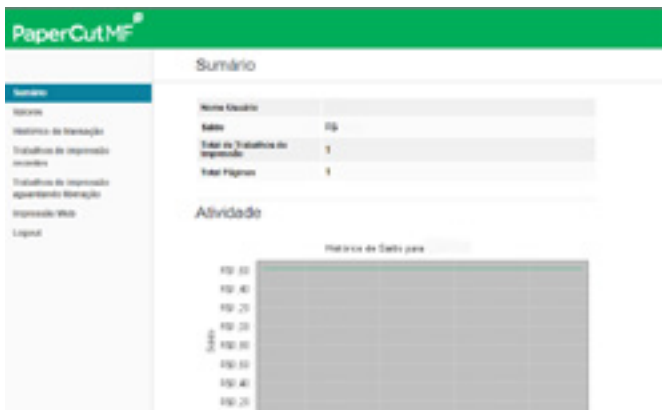 PaperCutMF
Sumário
Sumário
Valores
Histórico de transação
Trabalhos de impressão
recentes
Trabalhos de impressão
aguardando liberação
Impressão Web
Logout
Nome Usuário
Saldo R$
Total de Trabalhos de
Impressão 1
Total Páginas 1
Atividade
Histórico de Saldo para
Saldo